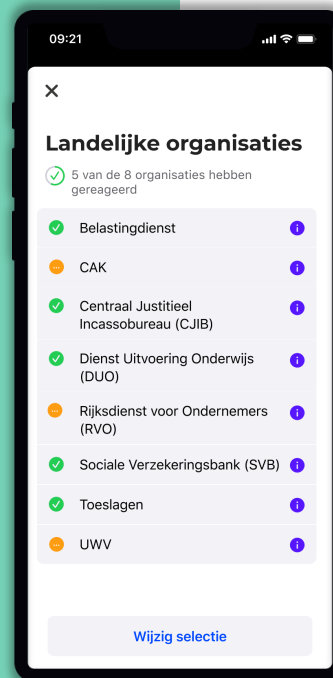 09:21
Landelijke organisaties
5 van de 8 organisaties hebben
gereageerd
Belastingdienst
CAK
Centraal Justitieel
Incassobureau (CJIB)
Dienst Uitvoering Onderwijs
(DUO)
Rijksdienst voor Ondernemers
(RVO)
Sociale Verzekeringsbank (SVB)
Toeslagen
UWV
Wijzig selectie